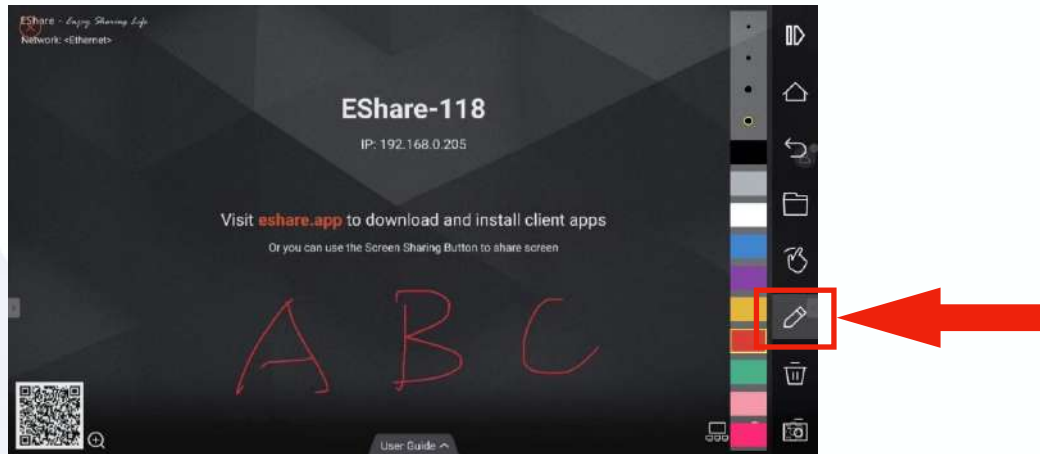 EShare - Enjoy Sharing Life
Network: <Ethernet>
EShare-118
IP: 192.168.0.205
Visit eshare.app to download and install client apps
Or you can use the Screen Sharing Button to share screen
A B C
User Guide